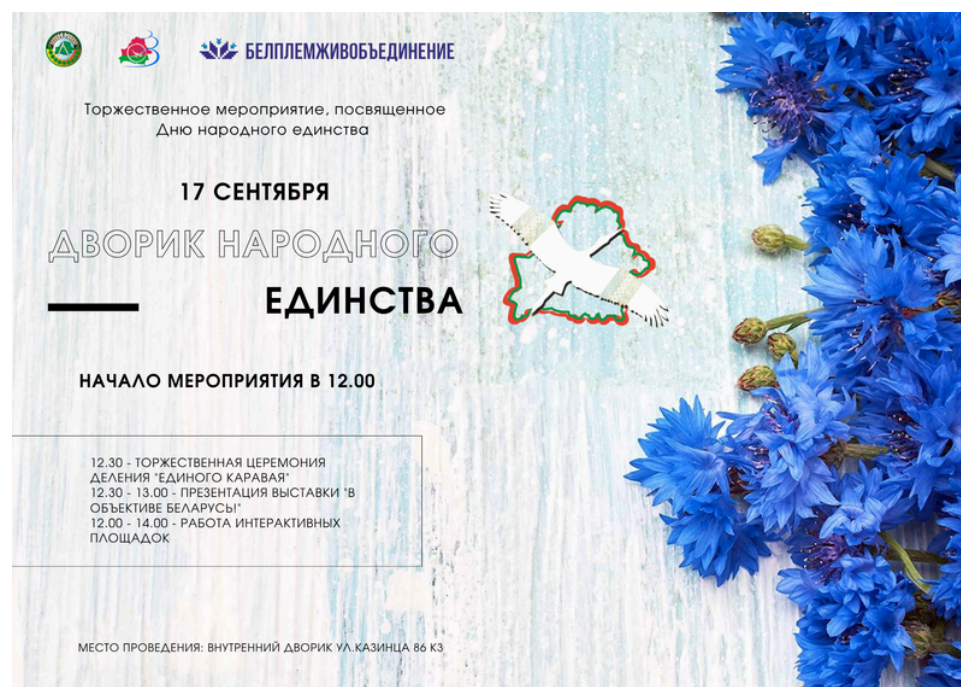 БЕЛПЛЕМЖИВОБЪЕДИНЕНИЕ
Торжественное мероприятие, посвященное
Дню народного единства
17 СЕНТЯБРЯ
ДВОРИК НАРОДНОГО
ЕДИНСТВА
НАЧАЛО МЕРОПРИЯТИЯ В 12.00
12.30 - ТОРЖЕСТВЕННАЯ ЦЕРЕМОНИЯ
ДЕЛЕНИЯ "ЕДИНОГО КАРАВАЯ"
12.30 - 13.00 - ПРЕЗЕНТАЦИЯ ВЫСТАВКИ "В
ОБЪЕКТИВЕ БЕЛАРУСЬ!"
12.00 - 14.00 - РАБОТА ИНТЕРАКТИВНЫХ
ПЛОЩАДОК
МЕСТО ПРОВЕДЕНИЯ: ВНУТРЕННИЙ ДВОРИК УЛ.КАЗИНЦА 86 К3